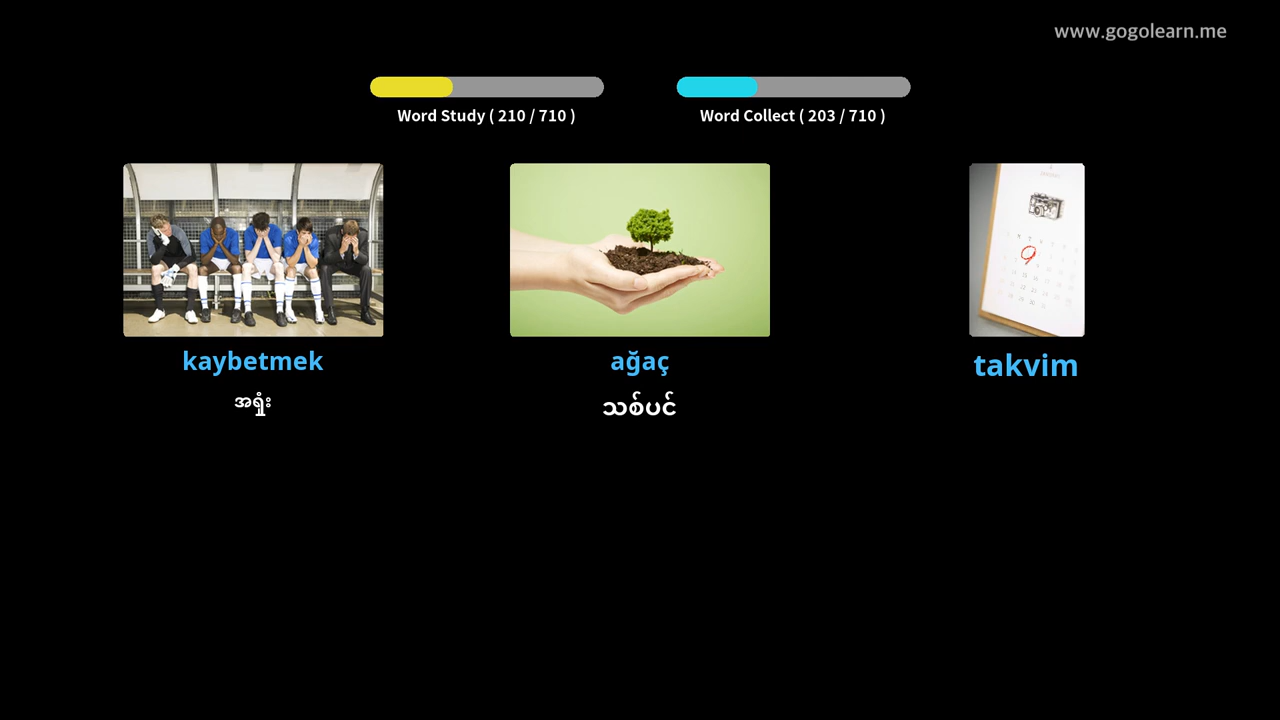 www.gogolearn.me
Word Study ( 210 / 710 )
Word Collect ( 203 / 710 )
kaybetmek
ağaç
takvim
အရှုံး
သစ်ပင်